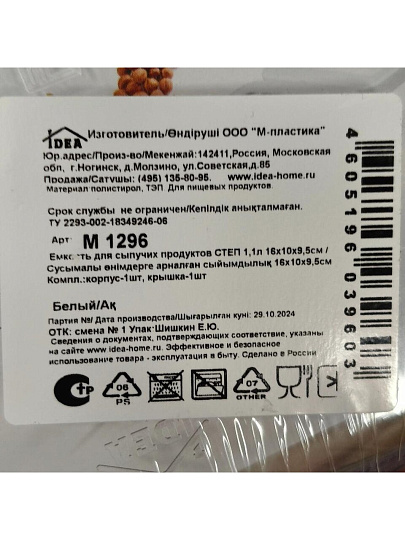 IDEA
Изготовитель/Өндіруші ООО "М-пластика"
Юр.адрес/Произ-во/Мекенжай:142411,Россия, Московская
обл, г.Ногинск, д.Молзино, ул.Советская,д.85
Продажа/Сатушы: (495) 135-80-95. www.idea-home.ru
Материал полистирол, ТЭП. Для пищевых продуктов.
Срок службы не ограничен/Кепілдік анықталмаған.
ТУ 2293-002-18349246-06
Арт: М 1296
Емкость для сыпучих продуктов СТЕП 1,1л 16х10х9,5см /
Сусымалы өнімдерге арналған сыйымдылық 16х10х9,5см
Компл.:корпус-1шт, крышка-1шт
Белый/Ақ
Партия №/ Дата производства/Шығарылған куні: 29.10.2024
ОТК: смена № 1 Упак·Шишкин Е.Ю.
Сведения о документах, подтверждающих соответствие, указаны
на сайте www.idea-home.ru. Эффективное и безопасное
использование товара - эксплуатация в быту. Сделано в России
06
PS
07
OTHER
4605196039603